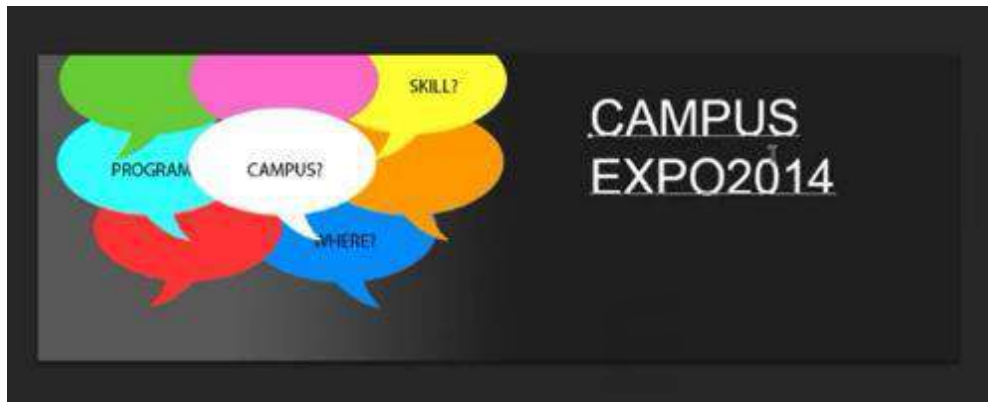 SKILL?
PROGRAM
CAMPUS?
WHERE?
CAMPUS
EXPO2014